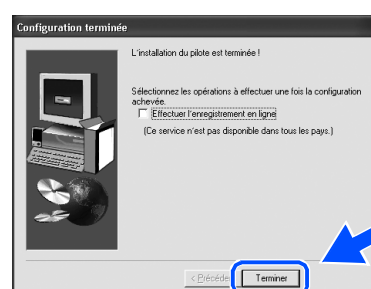 Configuration terminée
L'installation du pilote est terminée !
Sélectionnez les opérations à effectuer une fois la configuration
achevée.
Effectuer l'enregistrement en ligne
(Ce service n'est pas disponible dans tous les pays.)
< Précéde
Terminer